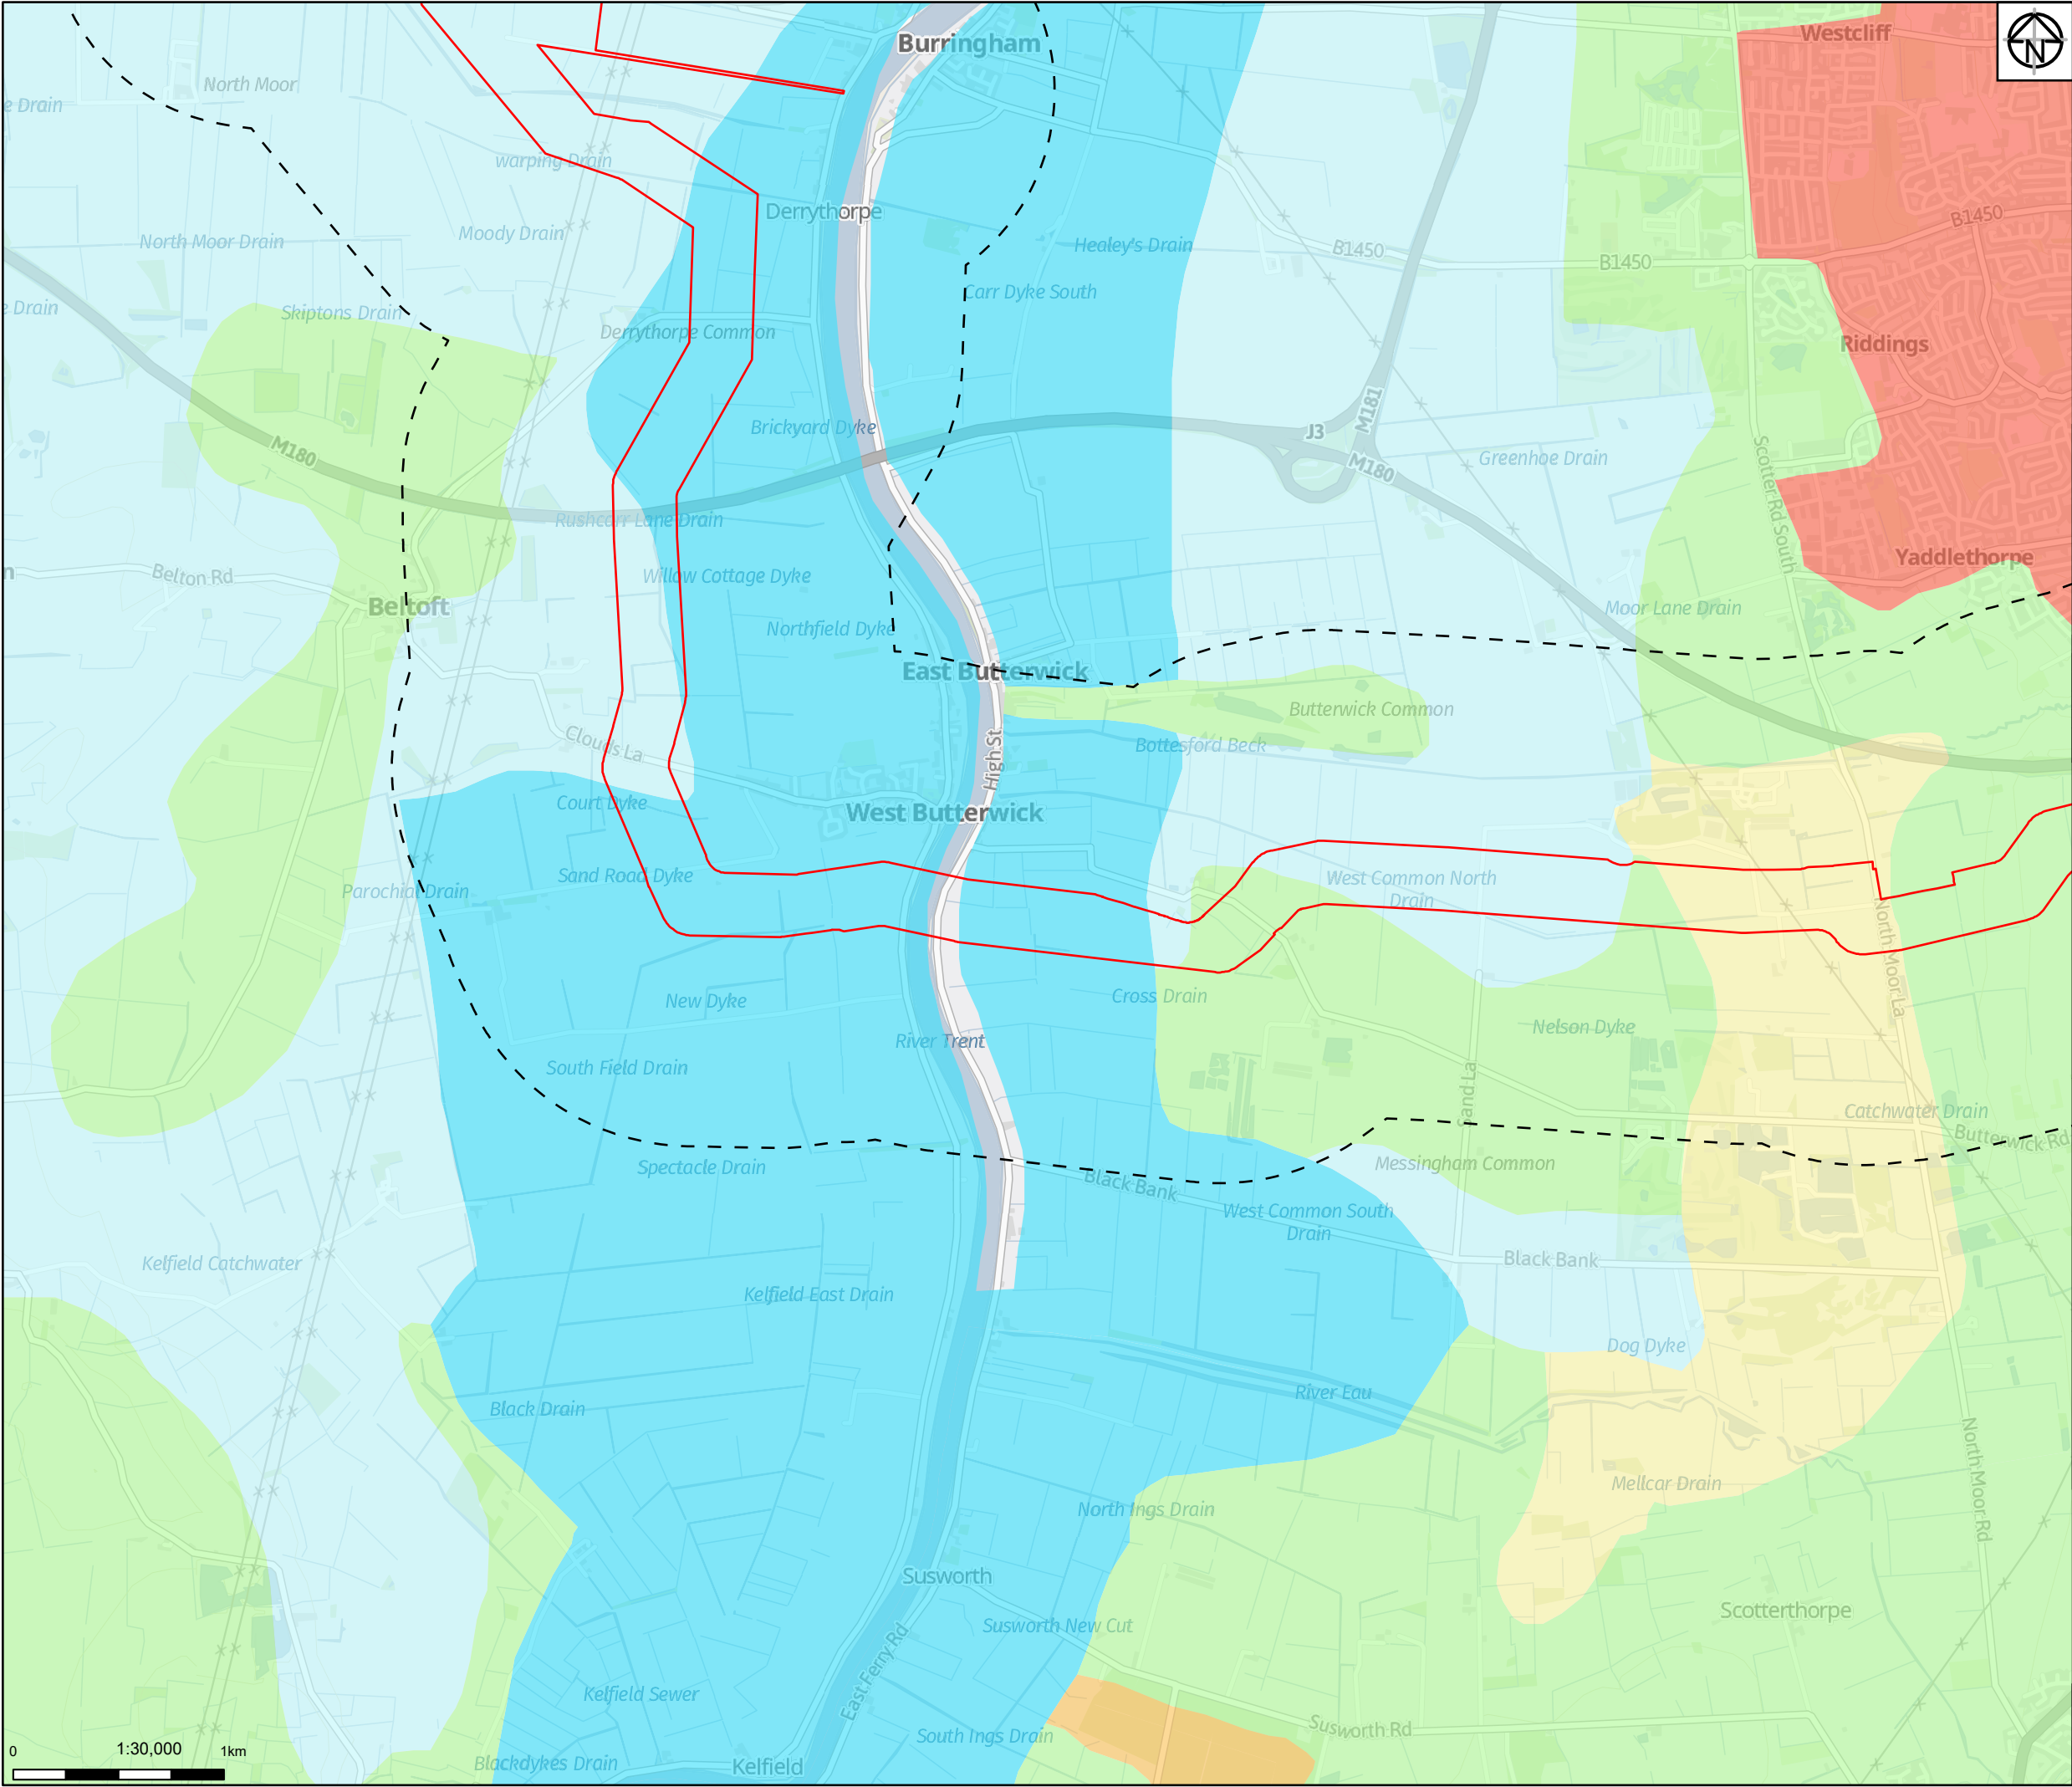 Westcliff
N
Burringham
North Moor
e Drain
warping Drain
Derrythorpe
B1450
North Moor Drain
Moody Drain
Healey's Drain
B1450
B1450
Carr Dyke South
e Drain
Skiptons Drain
Derrythorpe Common
Riddings
M181
Brickyard Dyke
J3
M180
M180
Greenhoe Drain
Scotter Rd South
Rushcarr Lane Drain
Yaddlethorpe
n
Belton Rd
Willow Cottage Dyke
Beltoft
Moor Lane Drain
Northfield Dyke
East Butterwick
Butterwick Common
Clouds La
High St
Bottesford Beck
Court Dyke
West Butterwick
Sand Road Dyke
West Common North
Drain
Parochial Drain
North Moor La
New Dyke
Cross Drain
Nelson Dyke
River Trent
South Field Drain
Sand La
Catchwater Drain
Butterwick Rd
Spectacle Drain
Messingham Common
Black Bank
West Common South
Drain
Kelfield Catchwater
Black Bank
Kelfield East Drain
Dog Dyke
River Eau
Black Drain
North Moor Rd
Mellcar Drain
North Ings Drain
Susworth
Scotterthorpe
Susworth New Cut
East Ferry Rd
Kelfield Sewer
South Ings Drain
Susworth Rd
0 1:30,000 1km
Blackdykes Drain
Kelfield